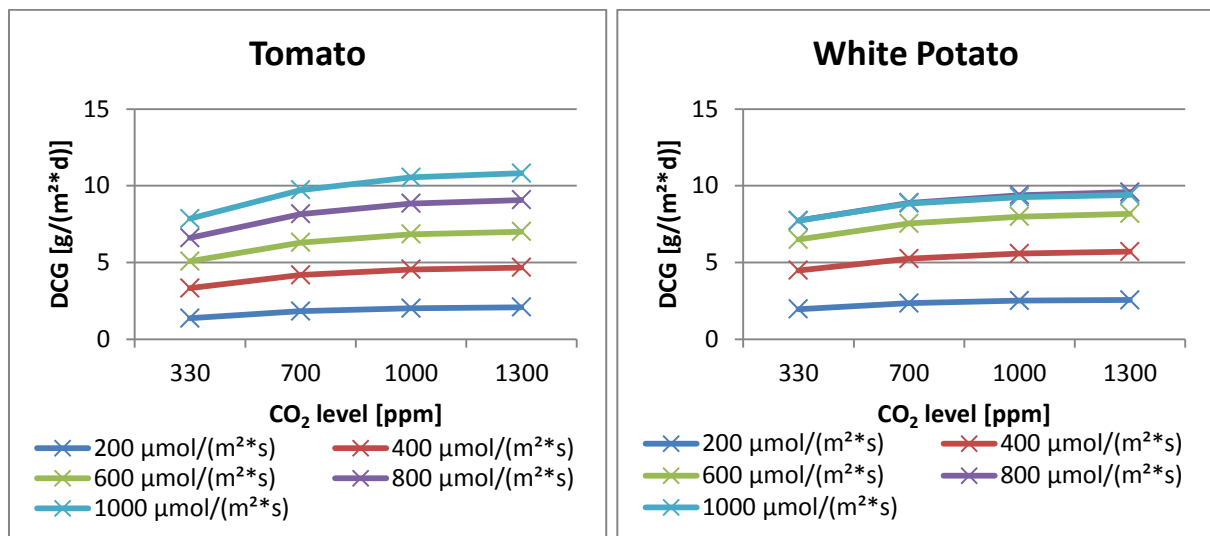 Tomato
15
10
5
0
DCG [g/(m²*d)]
330 700 1000 1300
CO₂ level [ppm]
200 µmol/(m²*s) 400 µmol/(m²*s)
600 µmol/(m²*s) 800 µmol/(m²*s)
1000 µmol/(m²*s)
White Potato
15
10
5
0
DCG [g/(m²*d)]
330 700 1000 1300
CO₂ level [ppm]
200 µmol/(m²*s) 400 µmol/(m²*s)
600 µmol/(m²*s) 800 µmol/(m²*s)
1000 µmol/(m²*s)